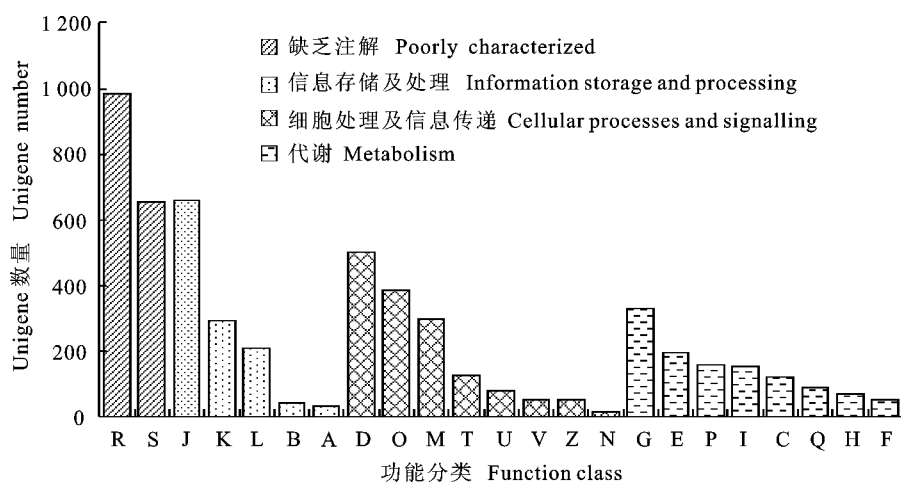 1 200
1 000
800
600
400
200
0
Unigene 数量 Unigene number
缺乏注解 Poorly characterized
信息存储及处理 Information storage and processing
细胞处理及信息传递 Cellular processes and signalling
代谢 Metabolism
R S J K L B A D O M T U V Z N G E P I C Q H F
功能分类 Function class